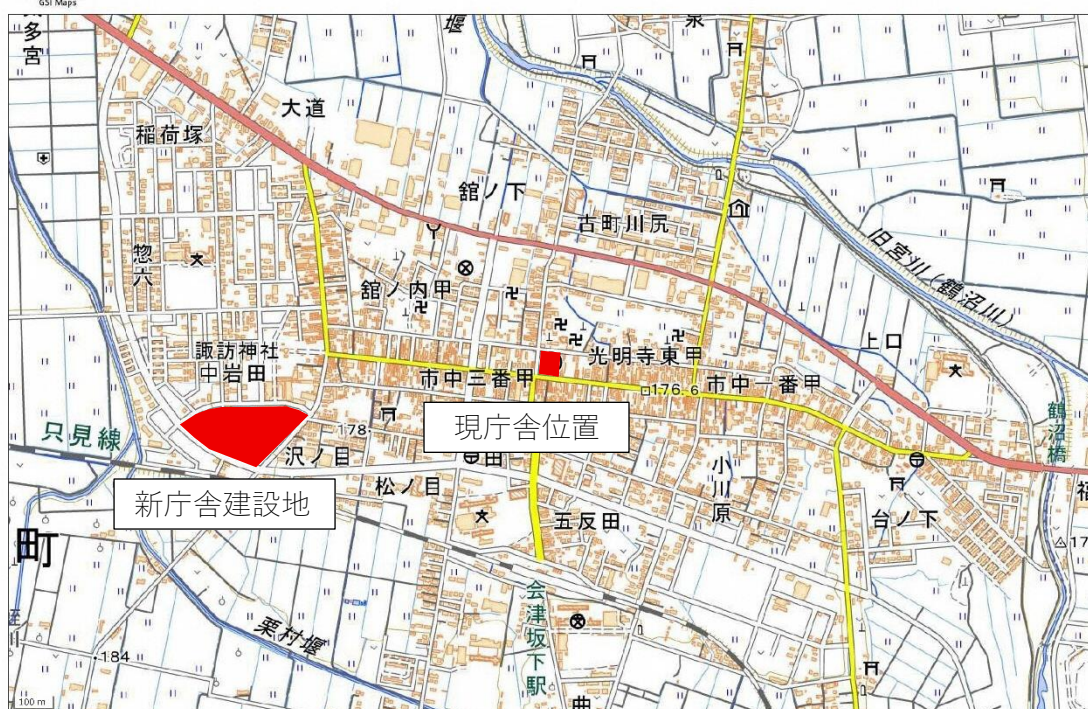 GSI Maps
多宮
堰
泉
大道
稲荷塚
舘ノ下
古町川尻
惣六
旧宮川(鶴沼川)
舘ノ内甲
上口
諏訪神社
光明寺東甲
中岩田
市中三番甲
176.6
市中一番甲
現庁舎位置
178
只見線
沢ノ目
田
鶴沼橋
松ノ目
小川原
新庁舎建設地
五反田
台ノ下
福
町
17
会津坂下駅
栗村堰
184
曲
100 m